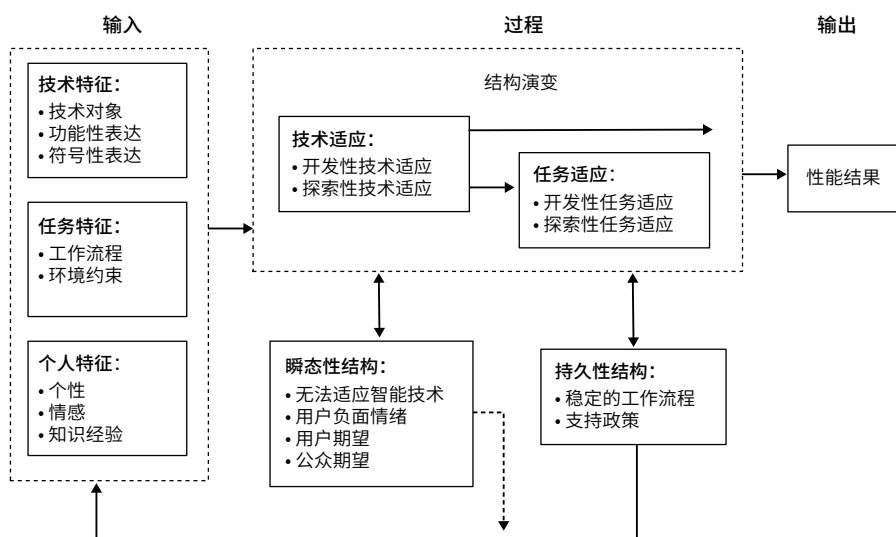 输入
过程
输出
技术特征：
• 技术对象
• 功能性表达
• 符号性表达
任务特征：
• 工作流程
• 环境约束
个人特征：
• 个性
• 情感
• 知识经验
结构演变
技术适应：
• 开发性技术适应
• 探索性技术适应
任务适应：
• 开发性任务适应
• 探索性任务适应
性能结果
瞬态性结构：
• 无法适应智能技术
• 用户负面情绪
• 用户期望
• 公众期望
持久性结构：
• 稳定的工作流程
• 支持政策